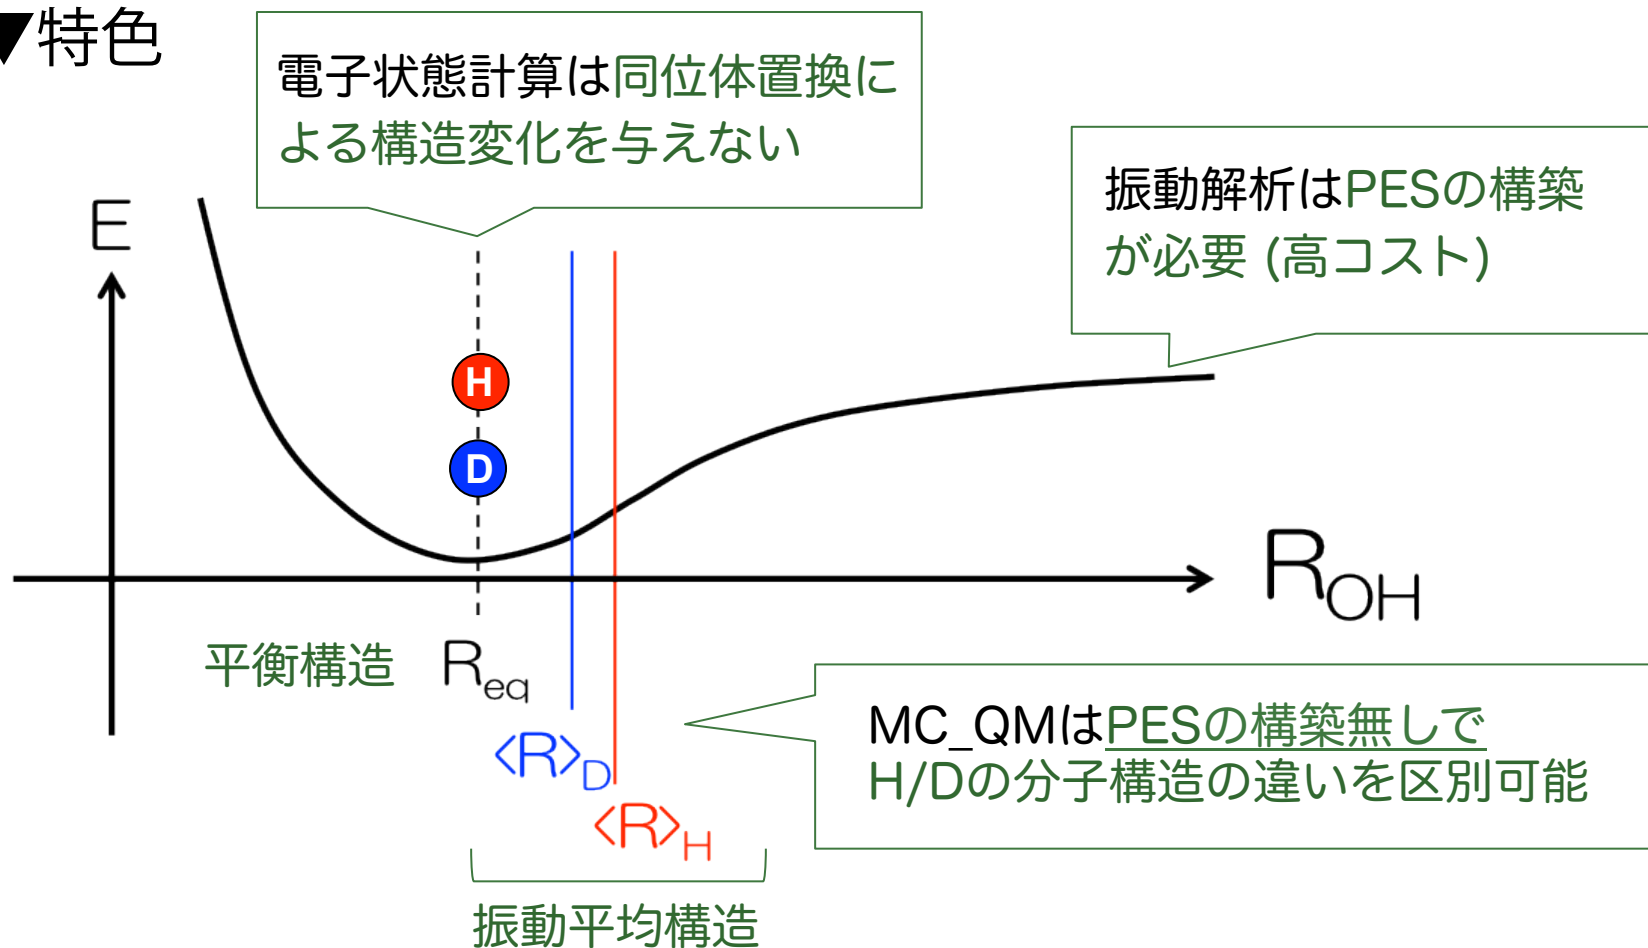 ▼特色
電子状態計算は同位体置換に
よる構造変化を与えない
振動解析はPESの構築
が必要 (高コスト)
E
H
D
R_OH
平衡構造
R_eq
<R>_D
<R>_H
MC_QMはPESの構築無しで
H/Dの分子構造の違いを区別可能
振動平均構造